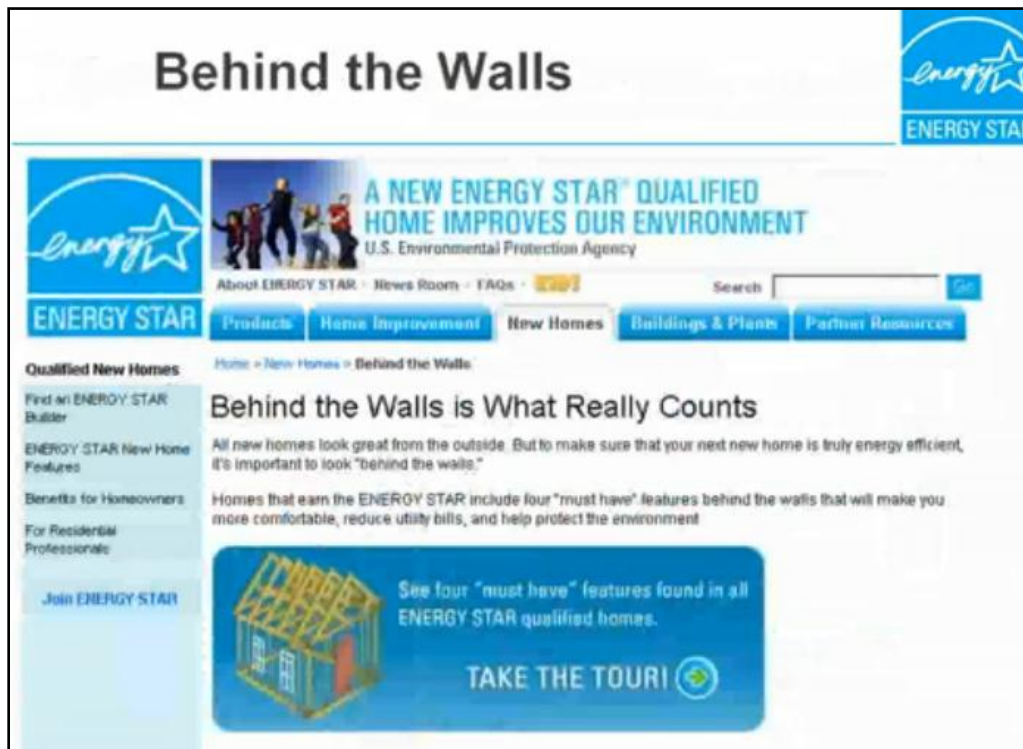 Behind the Walls
energy
ENERGY STA
energy
ENERGY STAR
A NEW ENERGY STAR® QUALIFIED
HOME IMPROVES OUR ENVIRONMENT
U.S. Environmental Protection Agency
About ENERGY STAR · News Room · FAQs · Search Go
Products Home Improvement New Homes Buildings & Plants Partner Resources
Home > New Homes > Behind the Walls
Qualified New Homes
Find an ENERGY STAR
Builder
ENERGY STAR New Home
Features
Benefits for Homeowners
For Residential
Professionals
Join ENERGY STAR
Behind the Walls is What Really Counts
All new homes look great from the outside. But to make sure that your next new home is truly energy efficient,
it's important to look "behind the walls."
Homes that earn the ENERGY STAR include four "must have" features behind the walls that will make you
more comfortable, reduce utility bills, and help protect the environment
See four "must have" features found in all
ENERGY STAR qualified homes.
TAKE THE TOUR!